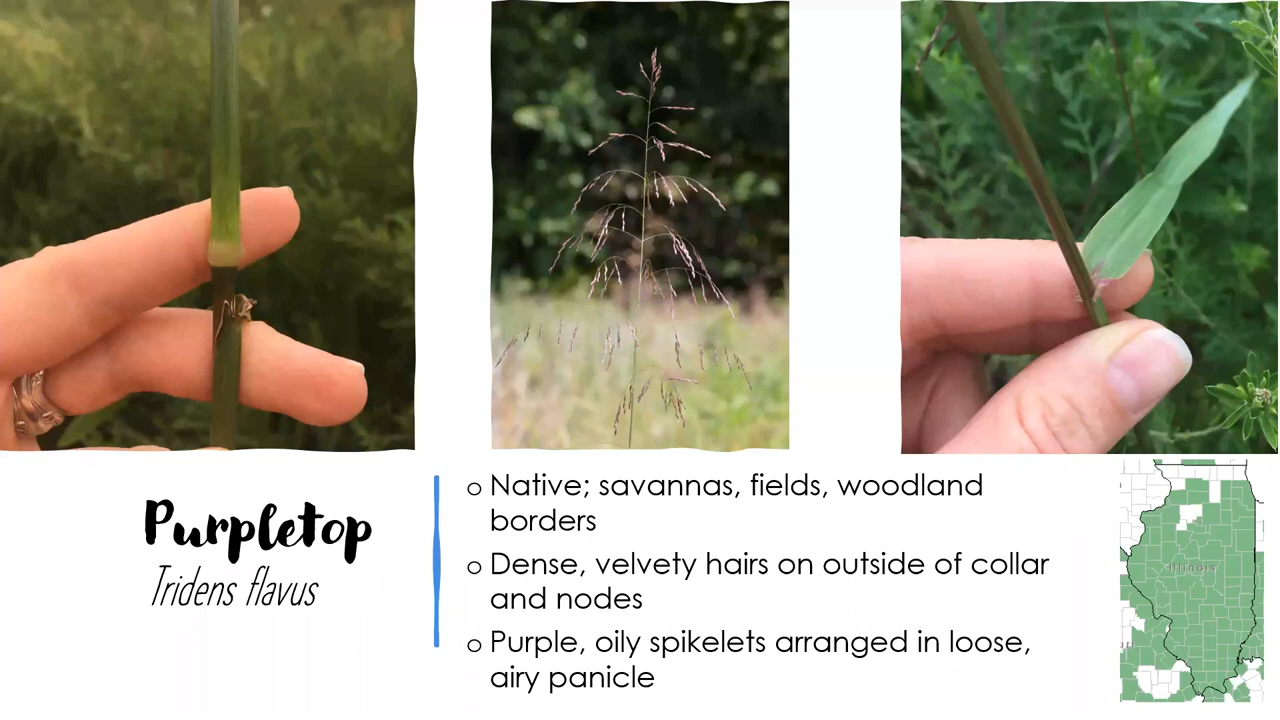 Purpletop
Tridens flavus
o Native; savannas, fields, woodland
borders
o Dense, velvety hairs on outside of collar
and nodes
o Purple, oily spikelets arranged in loose,
airy panicle
Illinois